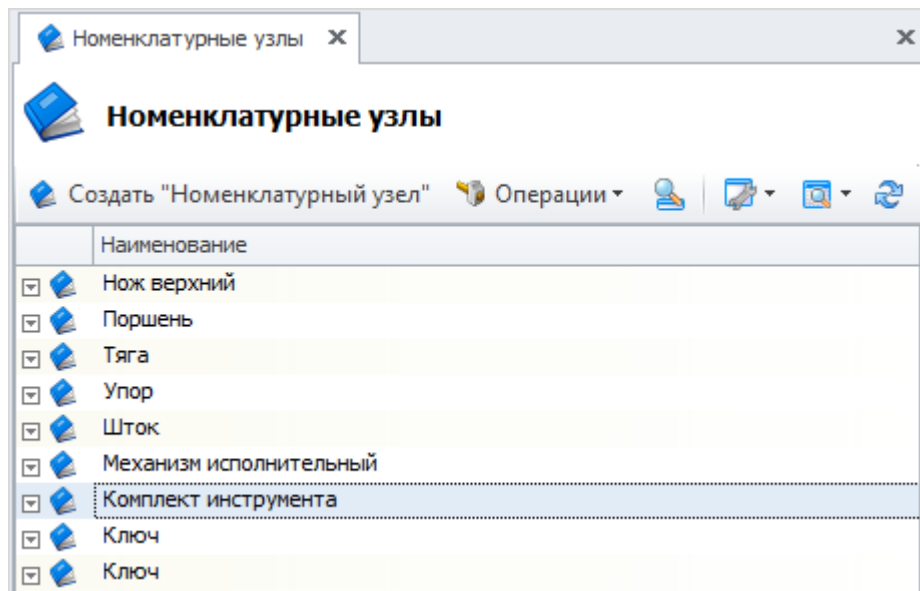 Номенклатурные узлы
Номенклатурные узлы
Создать "Номенклатурный узел" Операции
Наименование
Нож верхний
Поршень
Тяга
Упор
Шток
Механизм исполнительный
Комплект инструмента
Ключ
Ключ